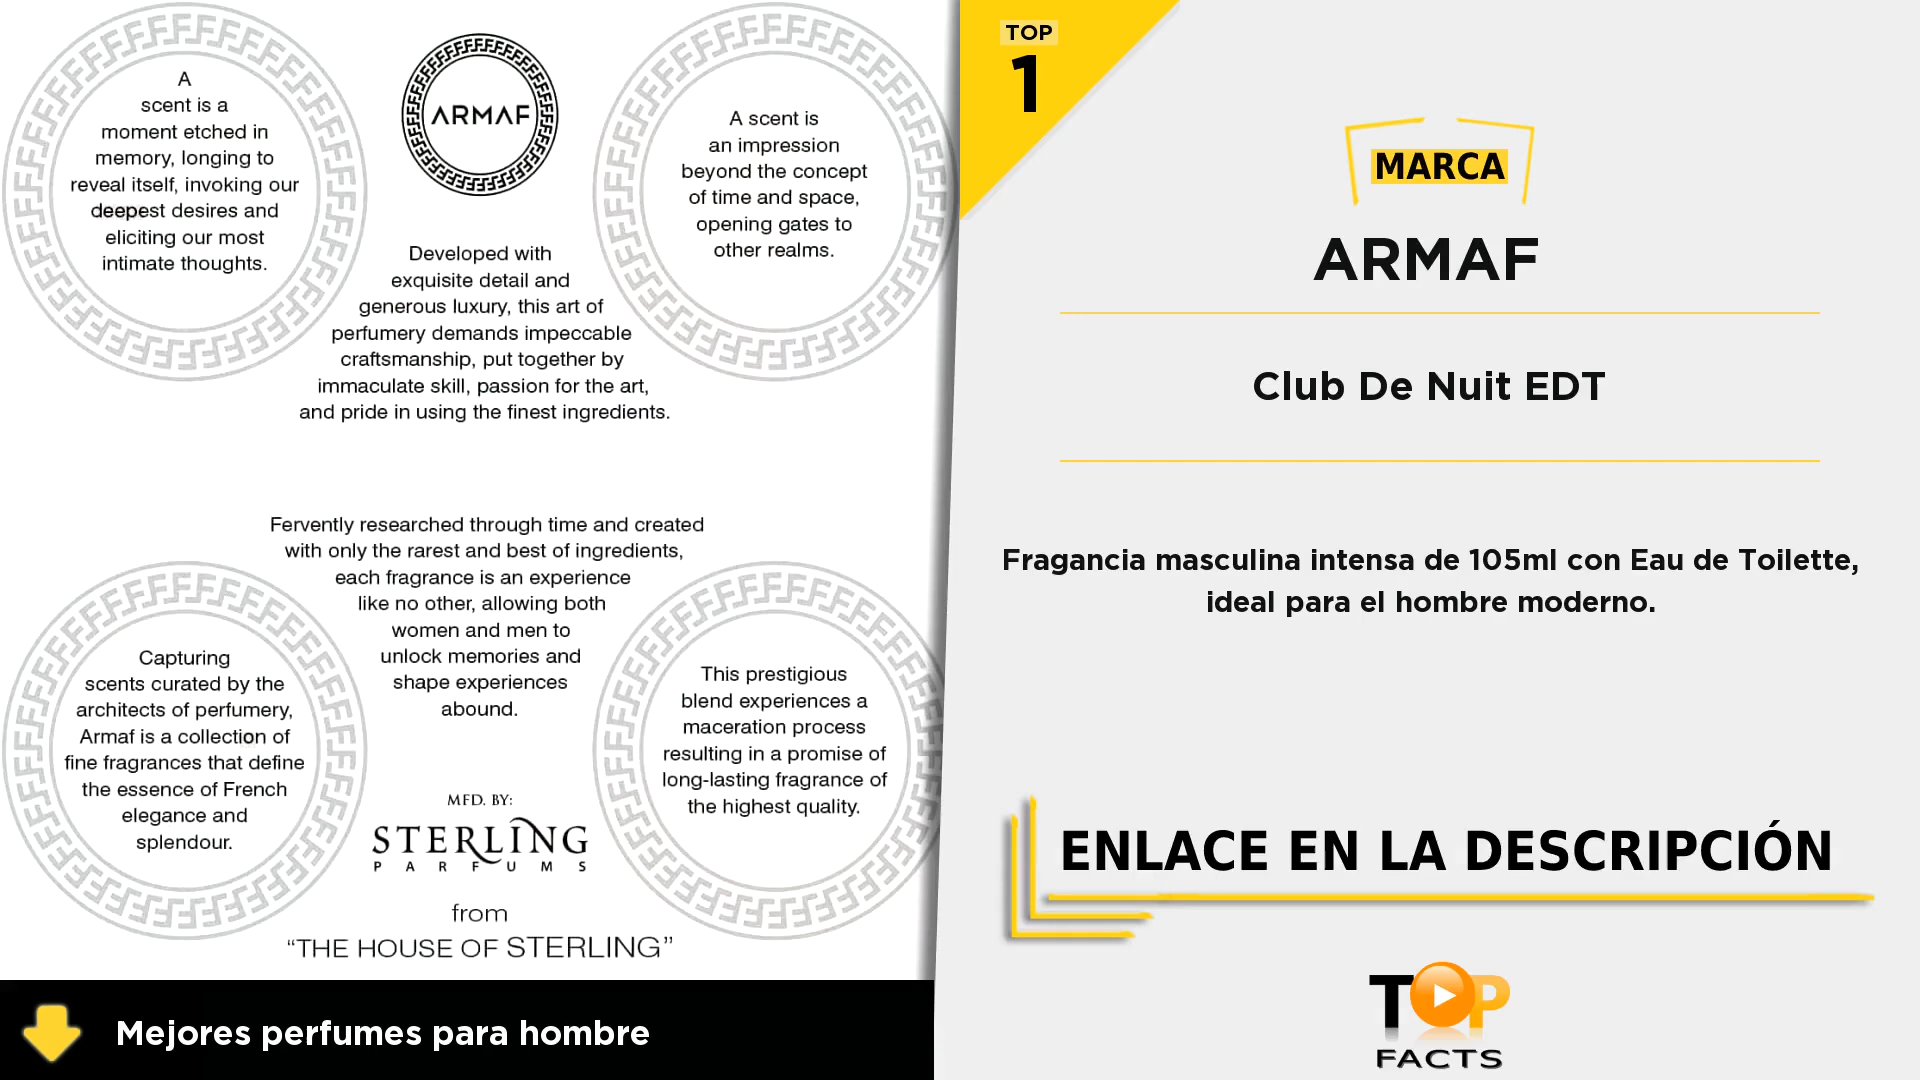 A
scent is a
moment etched in
memory, longing to
reveal itself, invoking our
deepest desires and
eliciting our most
intimate thoughts.
ARMAF
Developed with
exquisite detail and
generous luxury, this art of
perfumery demands impeccable
craftsmanship, put together by
immaculate skill, passion for the art,
and pride in using the finest ingredients.
A scent is
an impression
beyond the concept
of time and space,
opening gates to
other realms.
Fervently researched through time and created
with only the rarest and best of ingredients,
each fragrance is an experience
like no other, allowing both
women and men to
unlock memories and
shape experiences
abound.
Capturing
scents curated by the
architects of perfumery,
Armaf is a collection of
fine fragrances that define
the essence of French
elegance and
splendour.
This prestigious
blend experiences a
maceration process
resulting in a promise of
long-lasting fragrance of
the highest quality.
MFD. BY:
STERLING
PARFUMS
from
“THE HOUSE OF STERLING”
Mejores perfumes para hombre
TOP
1
MARCA
ARMAF
Club De Nuit EDT
Fragancia masculina intensa de 105ml con Eau de Toilette,
ideal para el hombre moderno.
ENLACE EN LA DESCRIPCIÓN
TOP
FACTS